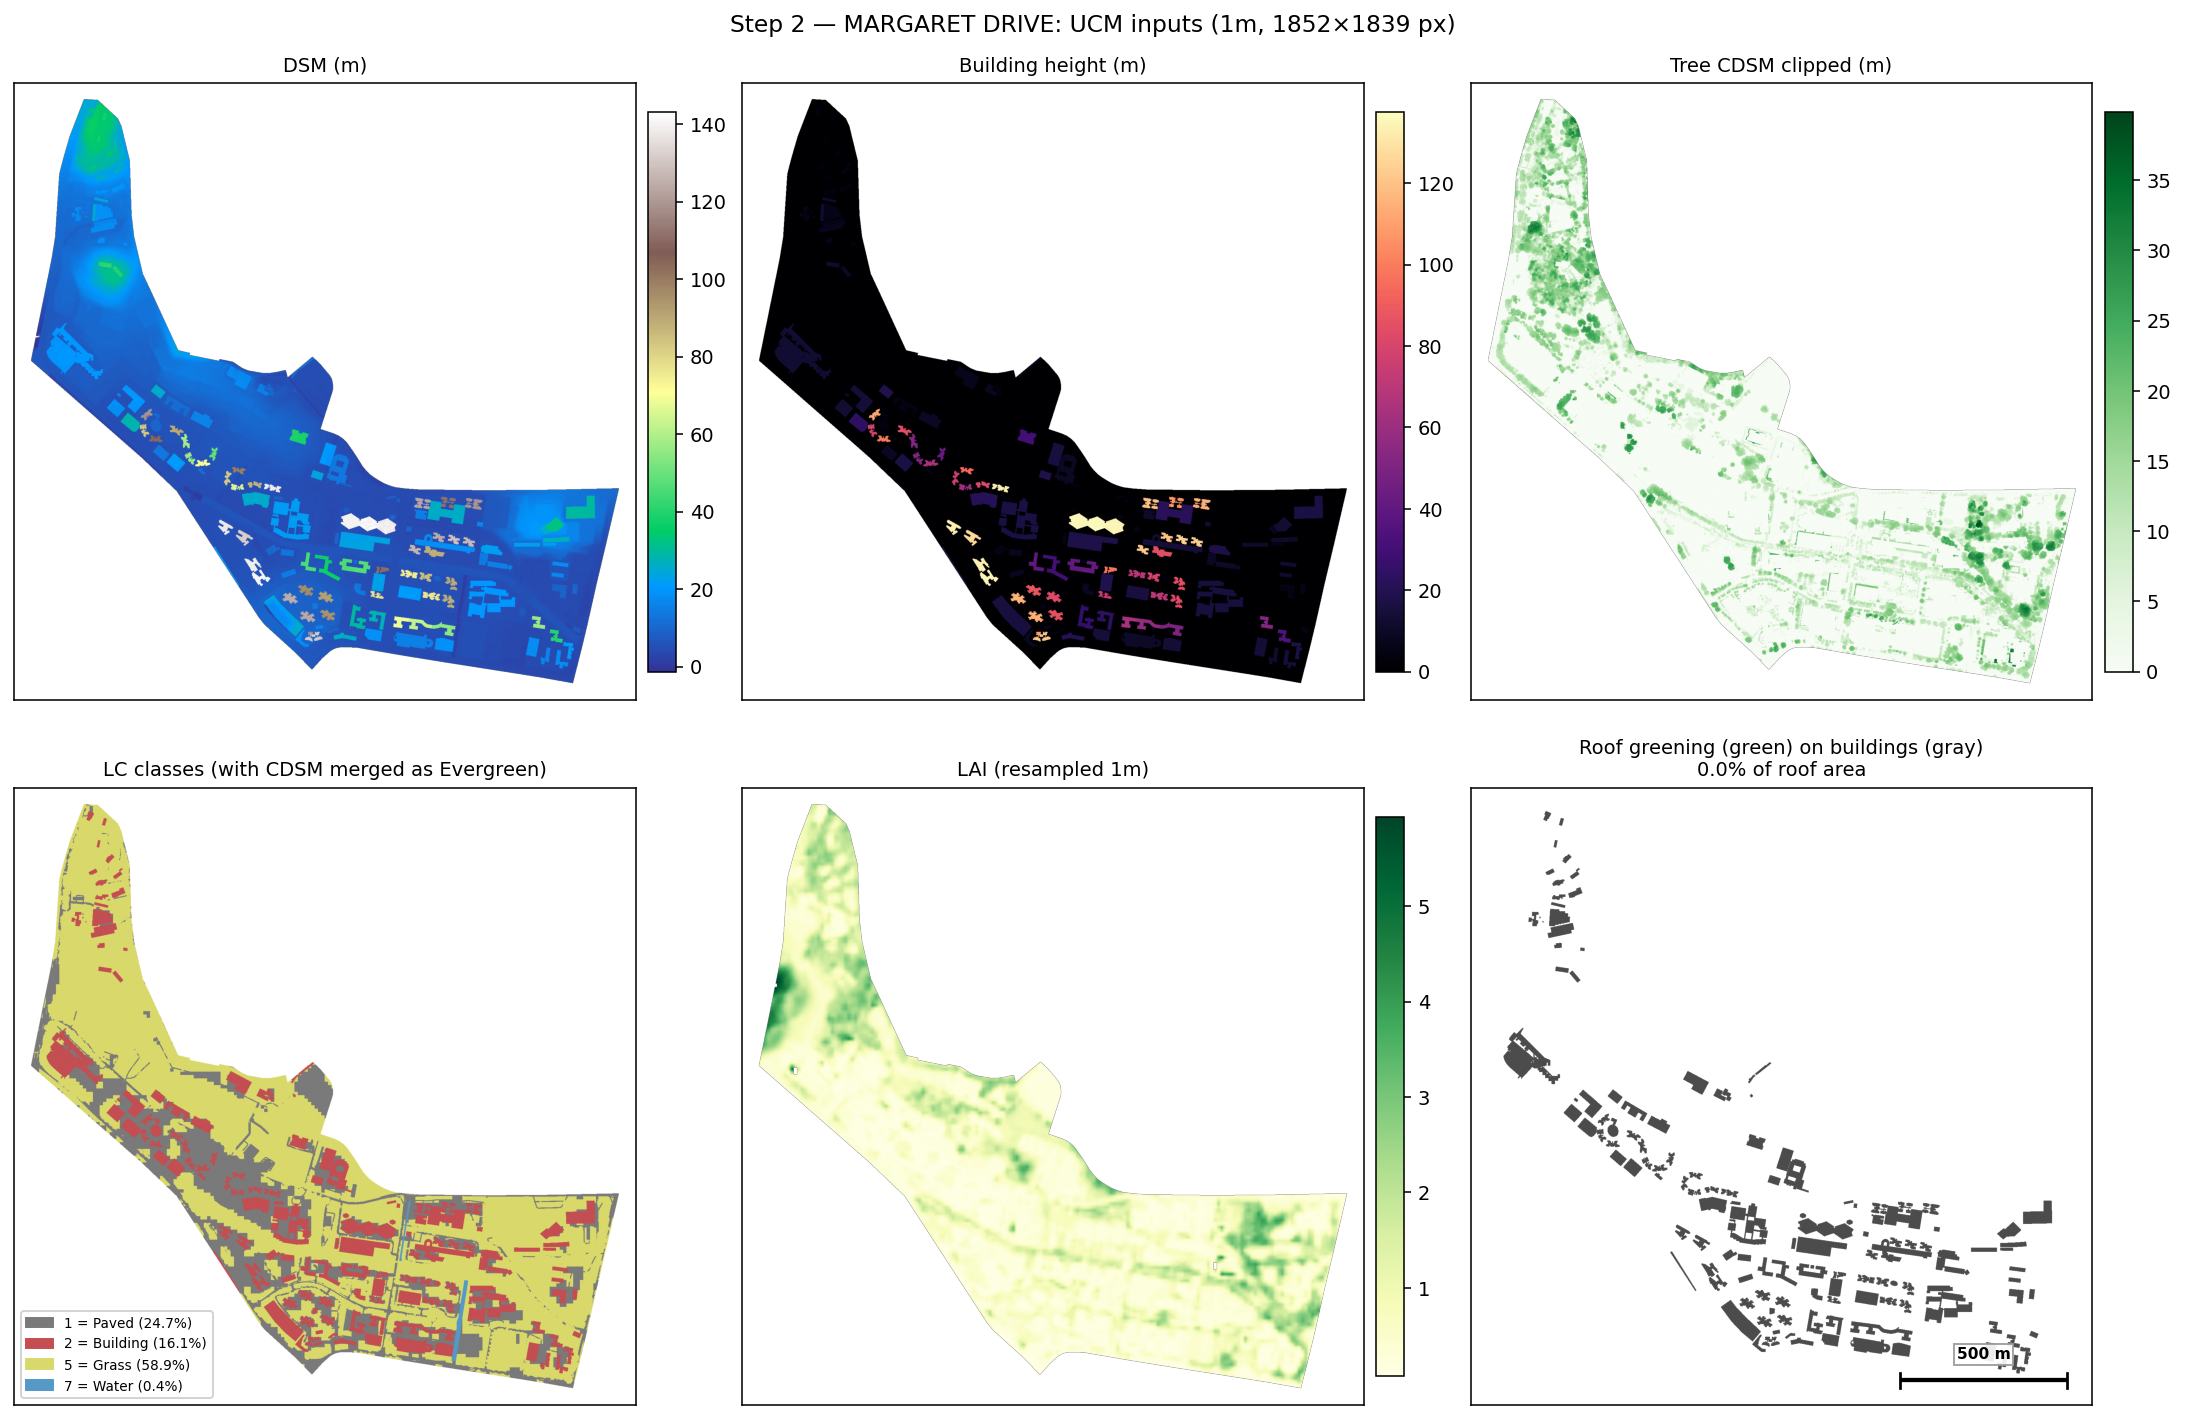 Step 2 — MARGARET DRIVE: UCM inputs (1m, 1852×1839 px)
DSM (m)
140
120
100
80
60
40
20
0
Building height (m)
120
100
80
60
40
20
0
Tree CDSM clipped (m)
35
30
25
20
15
10
5
0
LC classes (with CDSM merged as Evergreen)
1 = Paved (24.7%)
2 = Building (16.1%)
5 = Grass (58.9%)
7 = Water (0.4%)
LAI (resampled 1m)
5
4
3
2
1
Roof greening (green) on buildings (gray)
0.0% of roof area
500 m